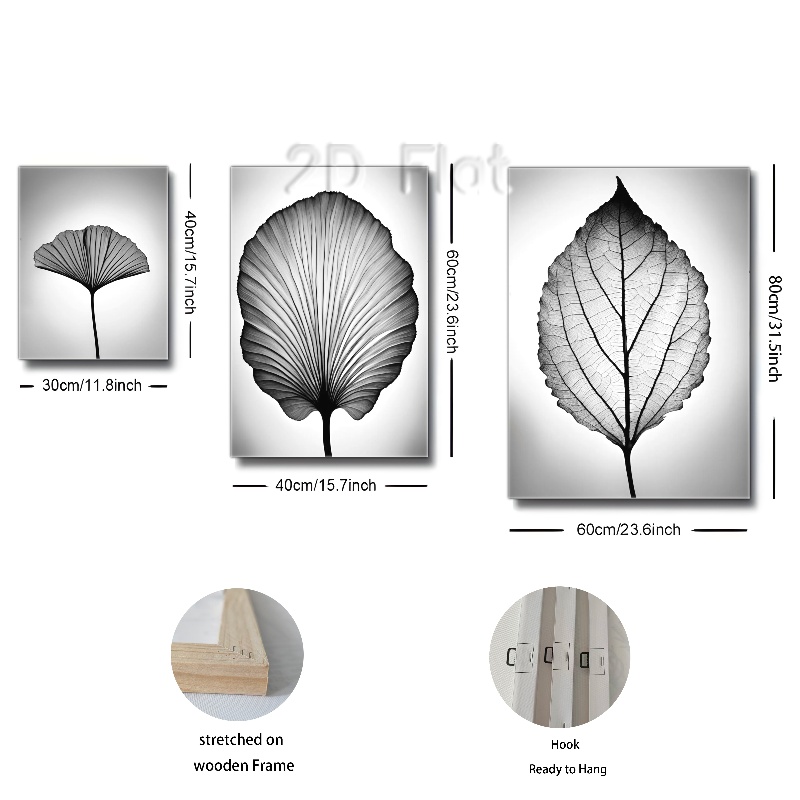 2D Flat
40cm/15.7inch
30cm/11.8inch
60cm/23.6inch
40cm/15.7inch
80cm/31.5inch
60cm/23.6inch
stretched on
wooden Frame
Hook
Ready to Hang